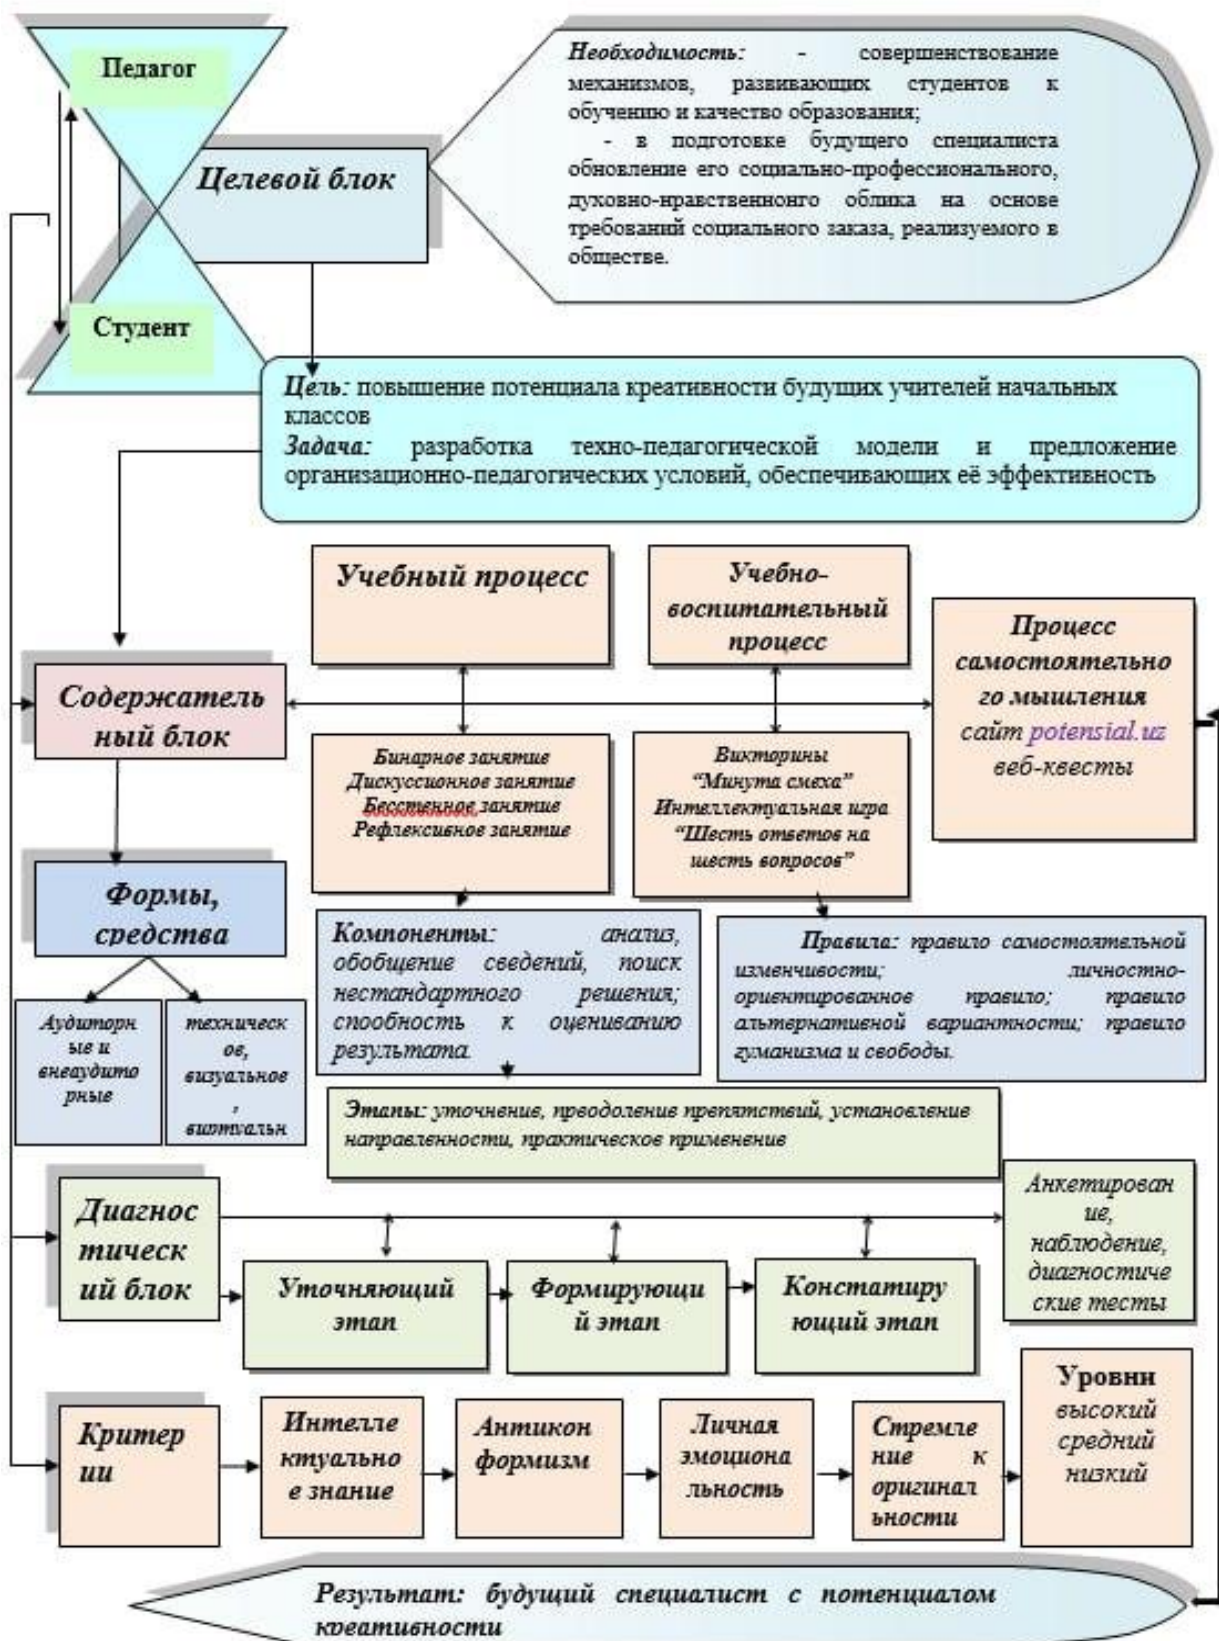 Педагог
Целевой блок
Студент
Необходимость: - совершенствование
механизмов, развивающих студентов к
обучению и качество образования;
- в подготовке будущего специалиста
обновление его социально-профессионального,
духовно-нравственнонго облика на основе
требований социального заказа, реализуемого в
обществе.
Цель: повышение потенциала креативности будущих учителей начальных
классов
Задача: разработка техно-педагогической модели и предложение
организационно-педагогических условий, обеспечивающих её эффективность
Учебный процесс
Учебно-
воспитательный
процесс
Процесс
самостоятельно
го мышления
сайт potensial.uz
веб-квесты
Содержатель
ный блок
Бинарное занятие
Дискуссионное занятие
Бесстенное занятие
Рефлексивное занятие
Викторины
“Минута смеха”
Интеллектуальная игра
“Шесть ответов на
шесть вопросов”
Формы,
средства
Аудиторн
ые и
внеаудито
рные
техническ
ое,
визуальное
,
виртуальн
Компоненты: анализ,
обобщение сведений, поиск
нестандартного решения;
спообность к оцениванию
результата.
Правила: правило самостоятельной
изменчивости; личностно-
ориентированное правило; правило
альтернативной вариантности; правило
гуманизма и свободы.
Этапы: уточнение, преодоление препятствий, установление
направленности, практическое применение
Диагнос
тическ
ий блок
Уточняющий
этап
Формирующи
й этап
Констатиру
ющий этап
Анкетирован
ие,
наблюдение,
диагностиче
ские тесты
Критер
ии
Интелле
ктуально
е знание
Антикон
формизм
Личная
эмоциона
льность
Стремле
ние к
оригинал
ьности
Уровни
высокий
средний
низкий
Результат: будущий специалист с потенциалом
креативности